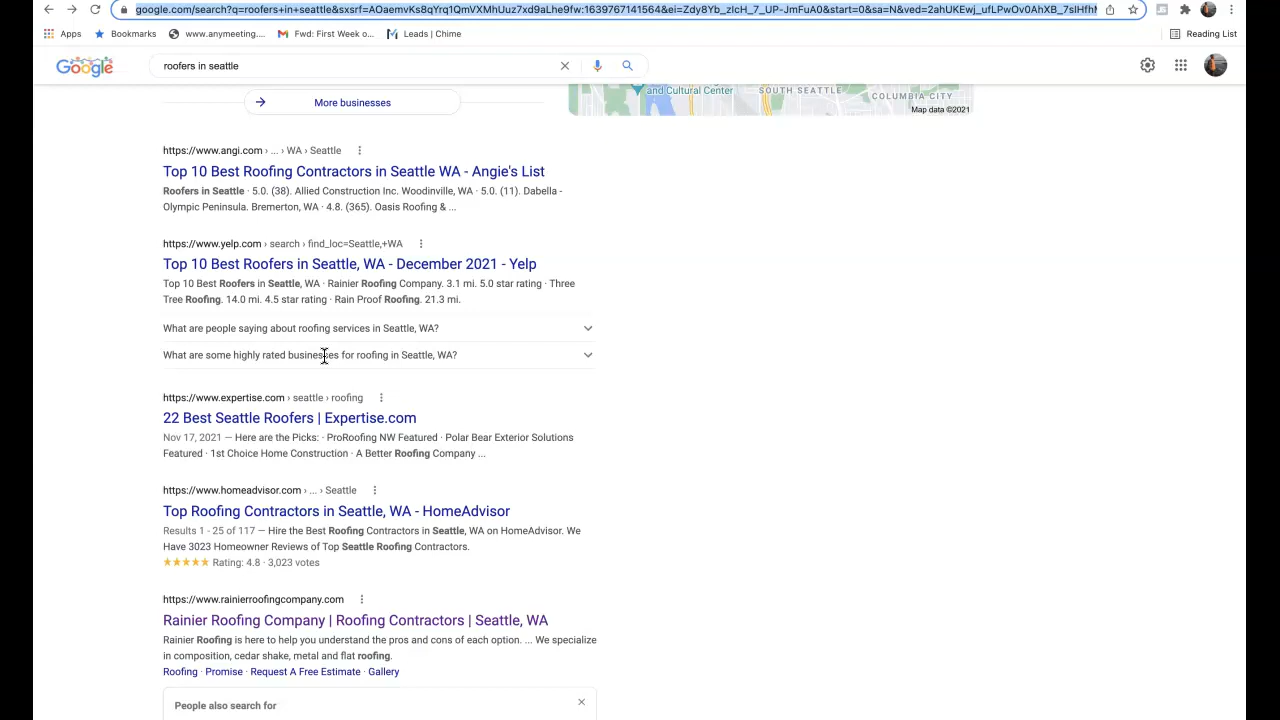 google.com/search?q=roofers+in+seattle&sxsrf=AOaemvKs8qYrq1QmVXMhUuz7xd9aLhe9fw:1639767141564&ei=Zdy8Yb_zIcH_7_UP-JmFuA0&start=0&sa=N&ved=2ahUKEwj_ufLPwOv0AhXB_7sIHfhM
Apps Bookmarks www.anymeeting.... Fwd: First Week o... Leads | Chime Reading List
Google roofers in seattle
and Cultural Center SOUTH SEATTLE
COLUMBIA CITY
More businesses
Map data ©2021
https://www.angi.com › ... › WA › Seattle
Top 10 Best Roofing Contractors in Seattle WA - Angie's List
Roofers in Seattle · 5.0. (38). Allied Construction Inc. Woodinville, WA · 5.0. (11). Dabella -
Olympic Peninsula. Bremerton, WA · 4.8. (365). Oasis Roofing & ...
https://www.yelp.com › search › find_loc=Seattle,+WA
Top 10 Best Roofers in Seattle, WA - December 2021 - Yelp
Top 10 Best Roofers in Seattle, WA · Rainier Roofing Company. 3.1 mi. 5.0 star rating · Three
Tree Roofing. 14.0 mi. 4.5 star rating · Rain Proof Roofing. 21.3 mi.
What are people saying about roofing services in Seattle, WA?
What are some highly rated businesses for roofing in Seattle, WA?
https://www.expertise.com › seattle › roofing
22 Best Seattle Roofers | Expertise.com
Nov 17, 2021 — Here are the Picks: · ProRoofing NW Featured · Polar Bear Exterior Solutions
Featured · 1st Choice Home Construction · A Better Roofing Company ...
https://www.homeadvisor.com › ... › Seattle
Top Roofing Contractors in Seattle, WA - HomeAdvisor
Results 1 - 25 of 117 — Hire the Best Roofing Contractors in Seattle, WA on HomeAdvisor. We
Have 3023 Homeowner Reviews of Top Seattle Roofing Contractors.
★★★★★ Rating: 4.8 · 3,023 votes
https://www.rainierroofingcompany.com
Rainier Roofing Company | Roofing Contractors | Seattle, WA
Rainier Roofing is here to help you understand the pros and cons of each option. ... We specialize
in composition, cedar shake, metal and flat roofing.
Roofing · Promise · Request A Free Estimate · Gallery
People also search for